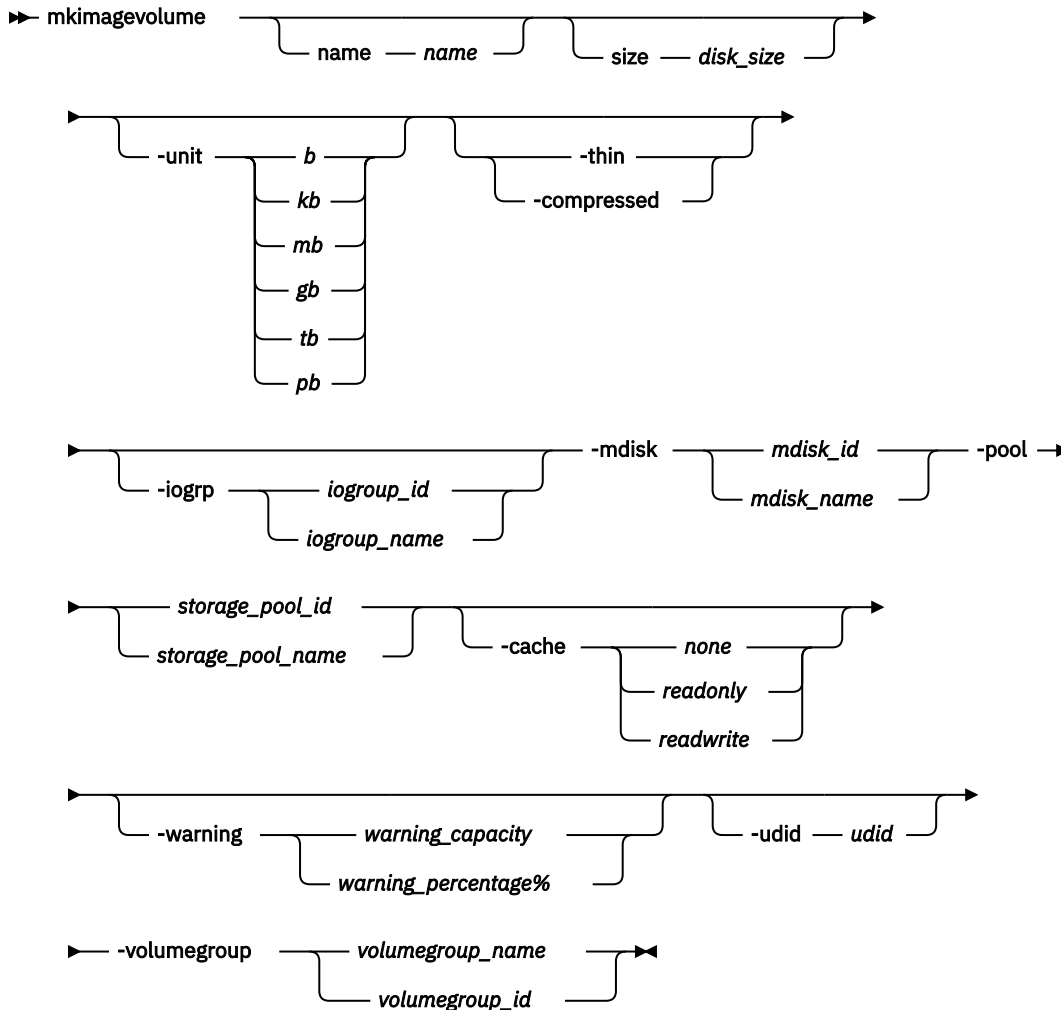 mkimagevolume
name name size disk_size
-unit b -thin
kb -compressed
mb
gb
tb
pb
-iogrp iogroup_id -mdisk mdisk_id -pool
iogroup_name mdisk_name
storage_pool_id
storage_pool_name -cache none
readonly
readwrite
-warning warning_capacity -udid udid
warning_percentage%
-volumegroup volumegroup_name
volumegroup_id